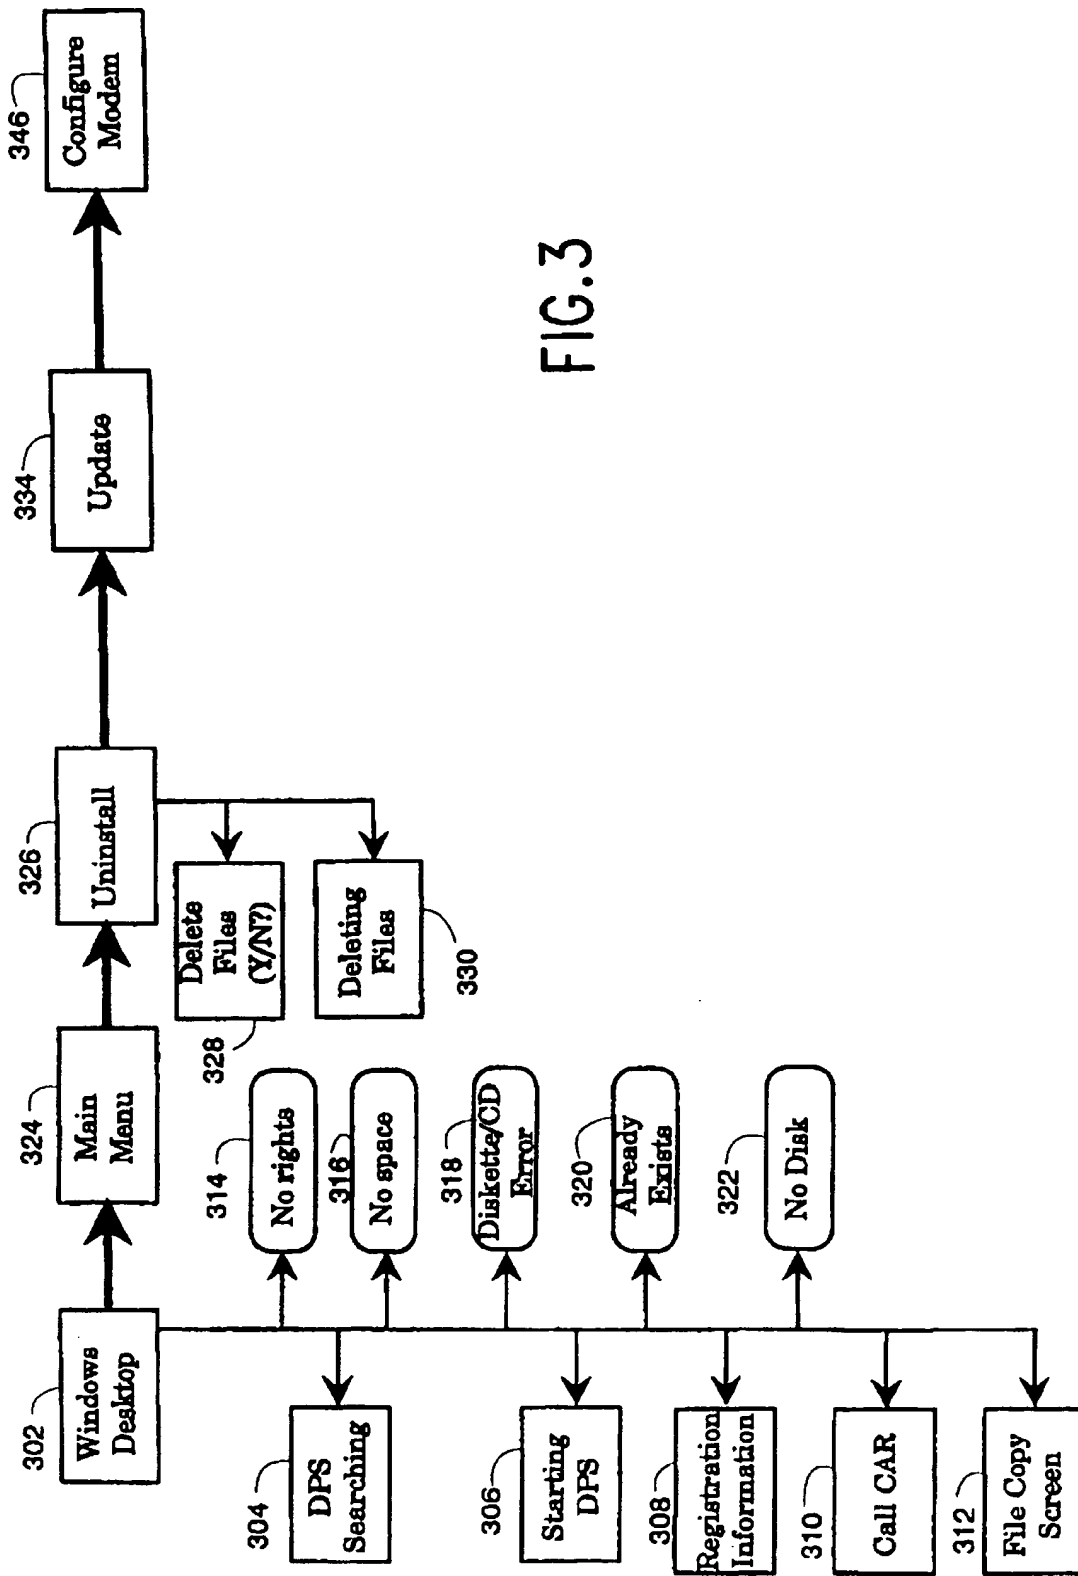 302
Windows
Desktop
324
Main
Menu
326
Uninstall
334
Update
346
Configure
Modem
328
Delete
Files
(Y/N?)
330
Deleting
Files
304
DPS
Searching
306
Starting
DPS
308
Registration
Information
310
Call CAR
312
File Copy
Screen
314
No rights
316
No space
318
Diskette/CD
Error
320
Already
Exists
322
No Disk
FIG.3